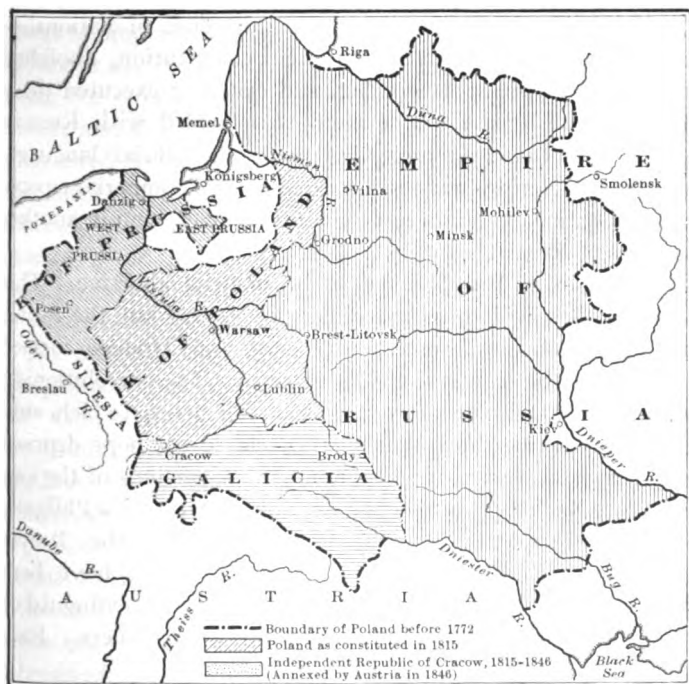 Riga
BALTIC SEA
Düna R.
Memel
Niemen R.
EMPIRE
Königsberg
Vilna
Smolensk
POMERANIA
Danzig
K. OF PRUSSIA
WEST PRUSSIA
EAST PRUSSIA
Mohilev
Grodno
Minsk
Vistula R.
K. OF POLAND
OF
Posen
Warsaw
Brest-Litovsk
Oder R.
SILESIA
Breslau
Lublin
RUSSIA
Kief
Dnieper R.
Cracow
Brody
GALICIA
Danube R.
Theiss R.
Dniester R.
Bug R.
AUSTRIA
Black Sea
Boundary of Poland before 1772
Poland as constituted in 1815
Independent Republic of Cracow, 1815-1846
(Annexed by Austria in 1846)